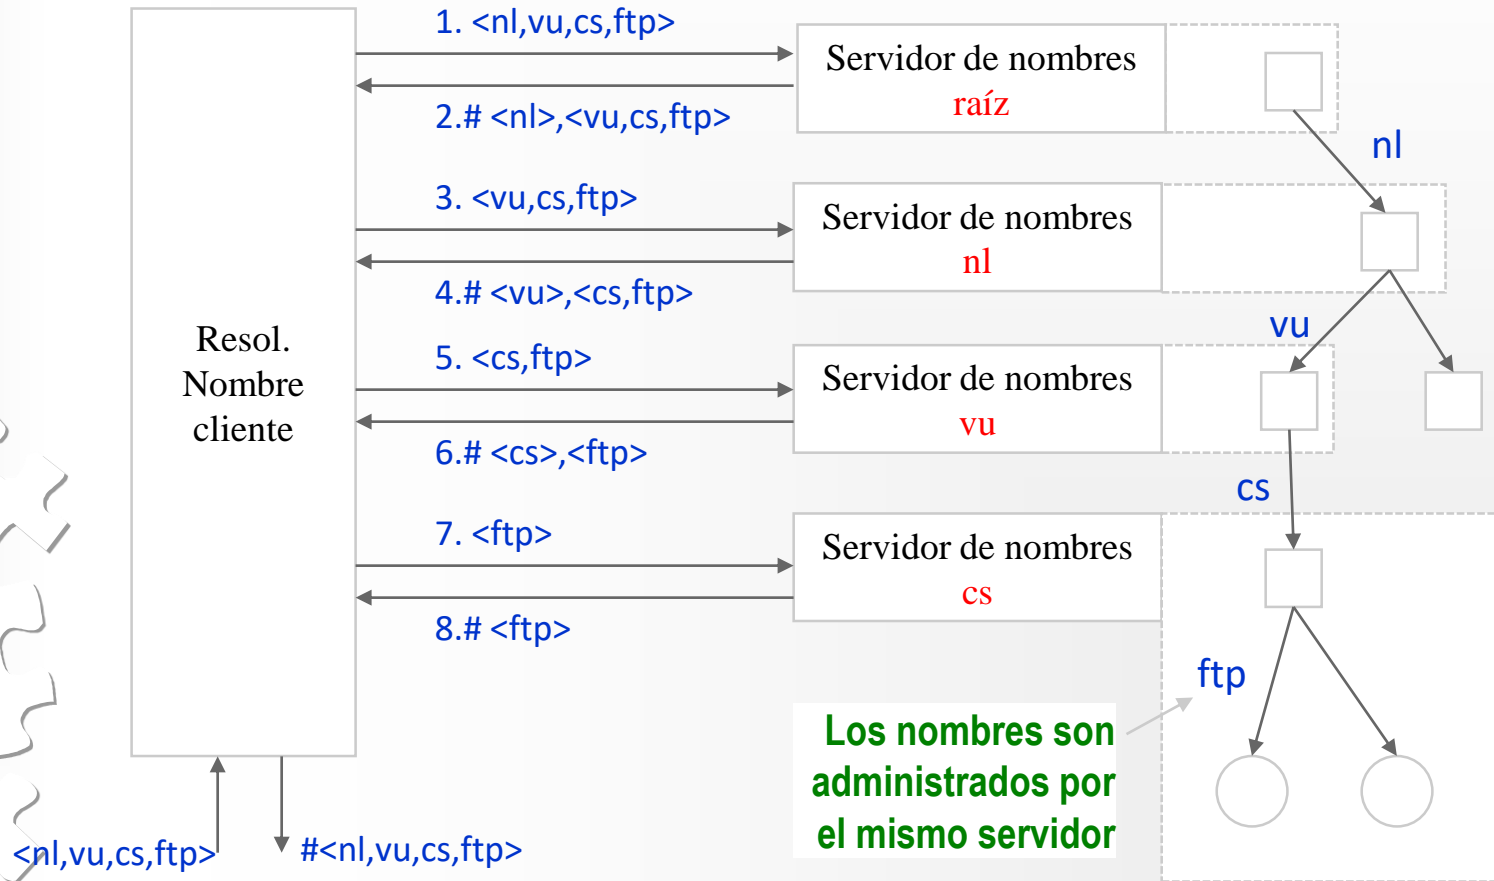 1. <nl,vu,cs,ftp>
Servidor de nombres
raíz
2.# <nl>,<vu,cs,ftp>
nl
3. <vu,cs,ftp>
Servidor de nombres
nl
4.# <vu>,<cs,ftp>
vu
Resol.
Nombre
cliente
5. <cs,ftp>
Servidor de nombres
vu
6.# <cs>,<ftp>
cs
7. <ftp>
Servidor de nombres
cs
8.# <ftp>
ftp
Los nombres son
administrados por
el mismo servidor
<nl,vu,cs,ftp>
#<nl,vu,cs,ftp>